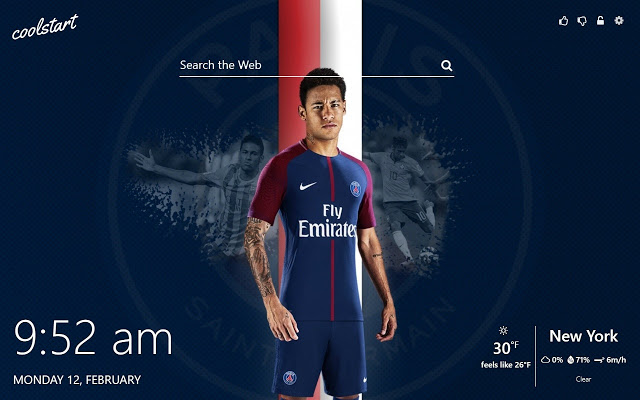 coolstart
Search the Web
PARIS
SAINT-GERMAIN
Fly
Emirates
9:52 am
MONDAY 12, FEBRUARY
30°F
feels like 26°F
New York
0% 71% 6m/h
Clear